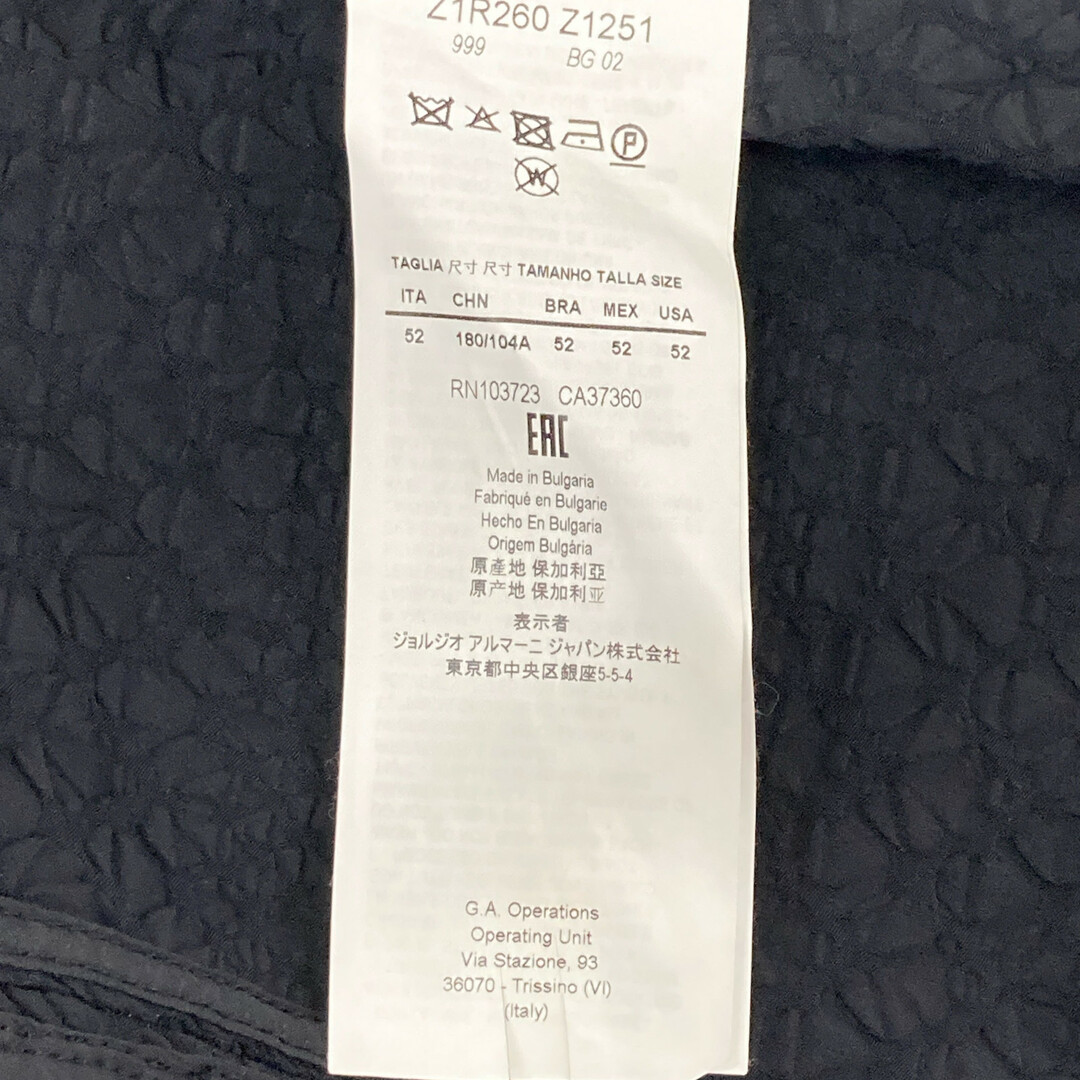 Z1R260 Z1251
999 BG 02
P
W
TAGLIA 尺寸 尺寸 TAMANHO TALLA SIZE
ITA CHN BRA MEX USA
52 180/104A 52 52 52
RN103723 CA37360
EAC
Made in Bulgaria
Fabriqué en Bulgarie
Hecho En Bulgaria
Origem Bulgária
原產地 保加利亞
原产地 保加利亚
表示者
ジョルジオ アルマーニ ジャパン株式会社
東京都中央区銀座5-5-4
G.A. Operations
Operating Unit
Via Stazione, 93
36070 - Trissino (VI)
(Italy)